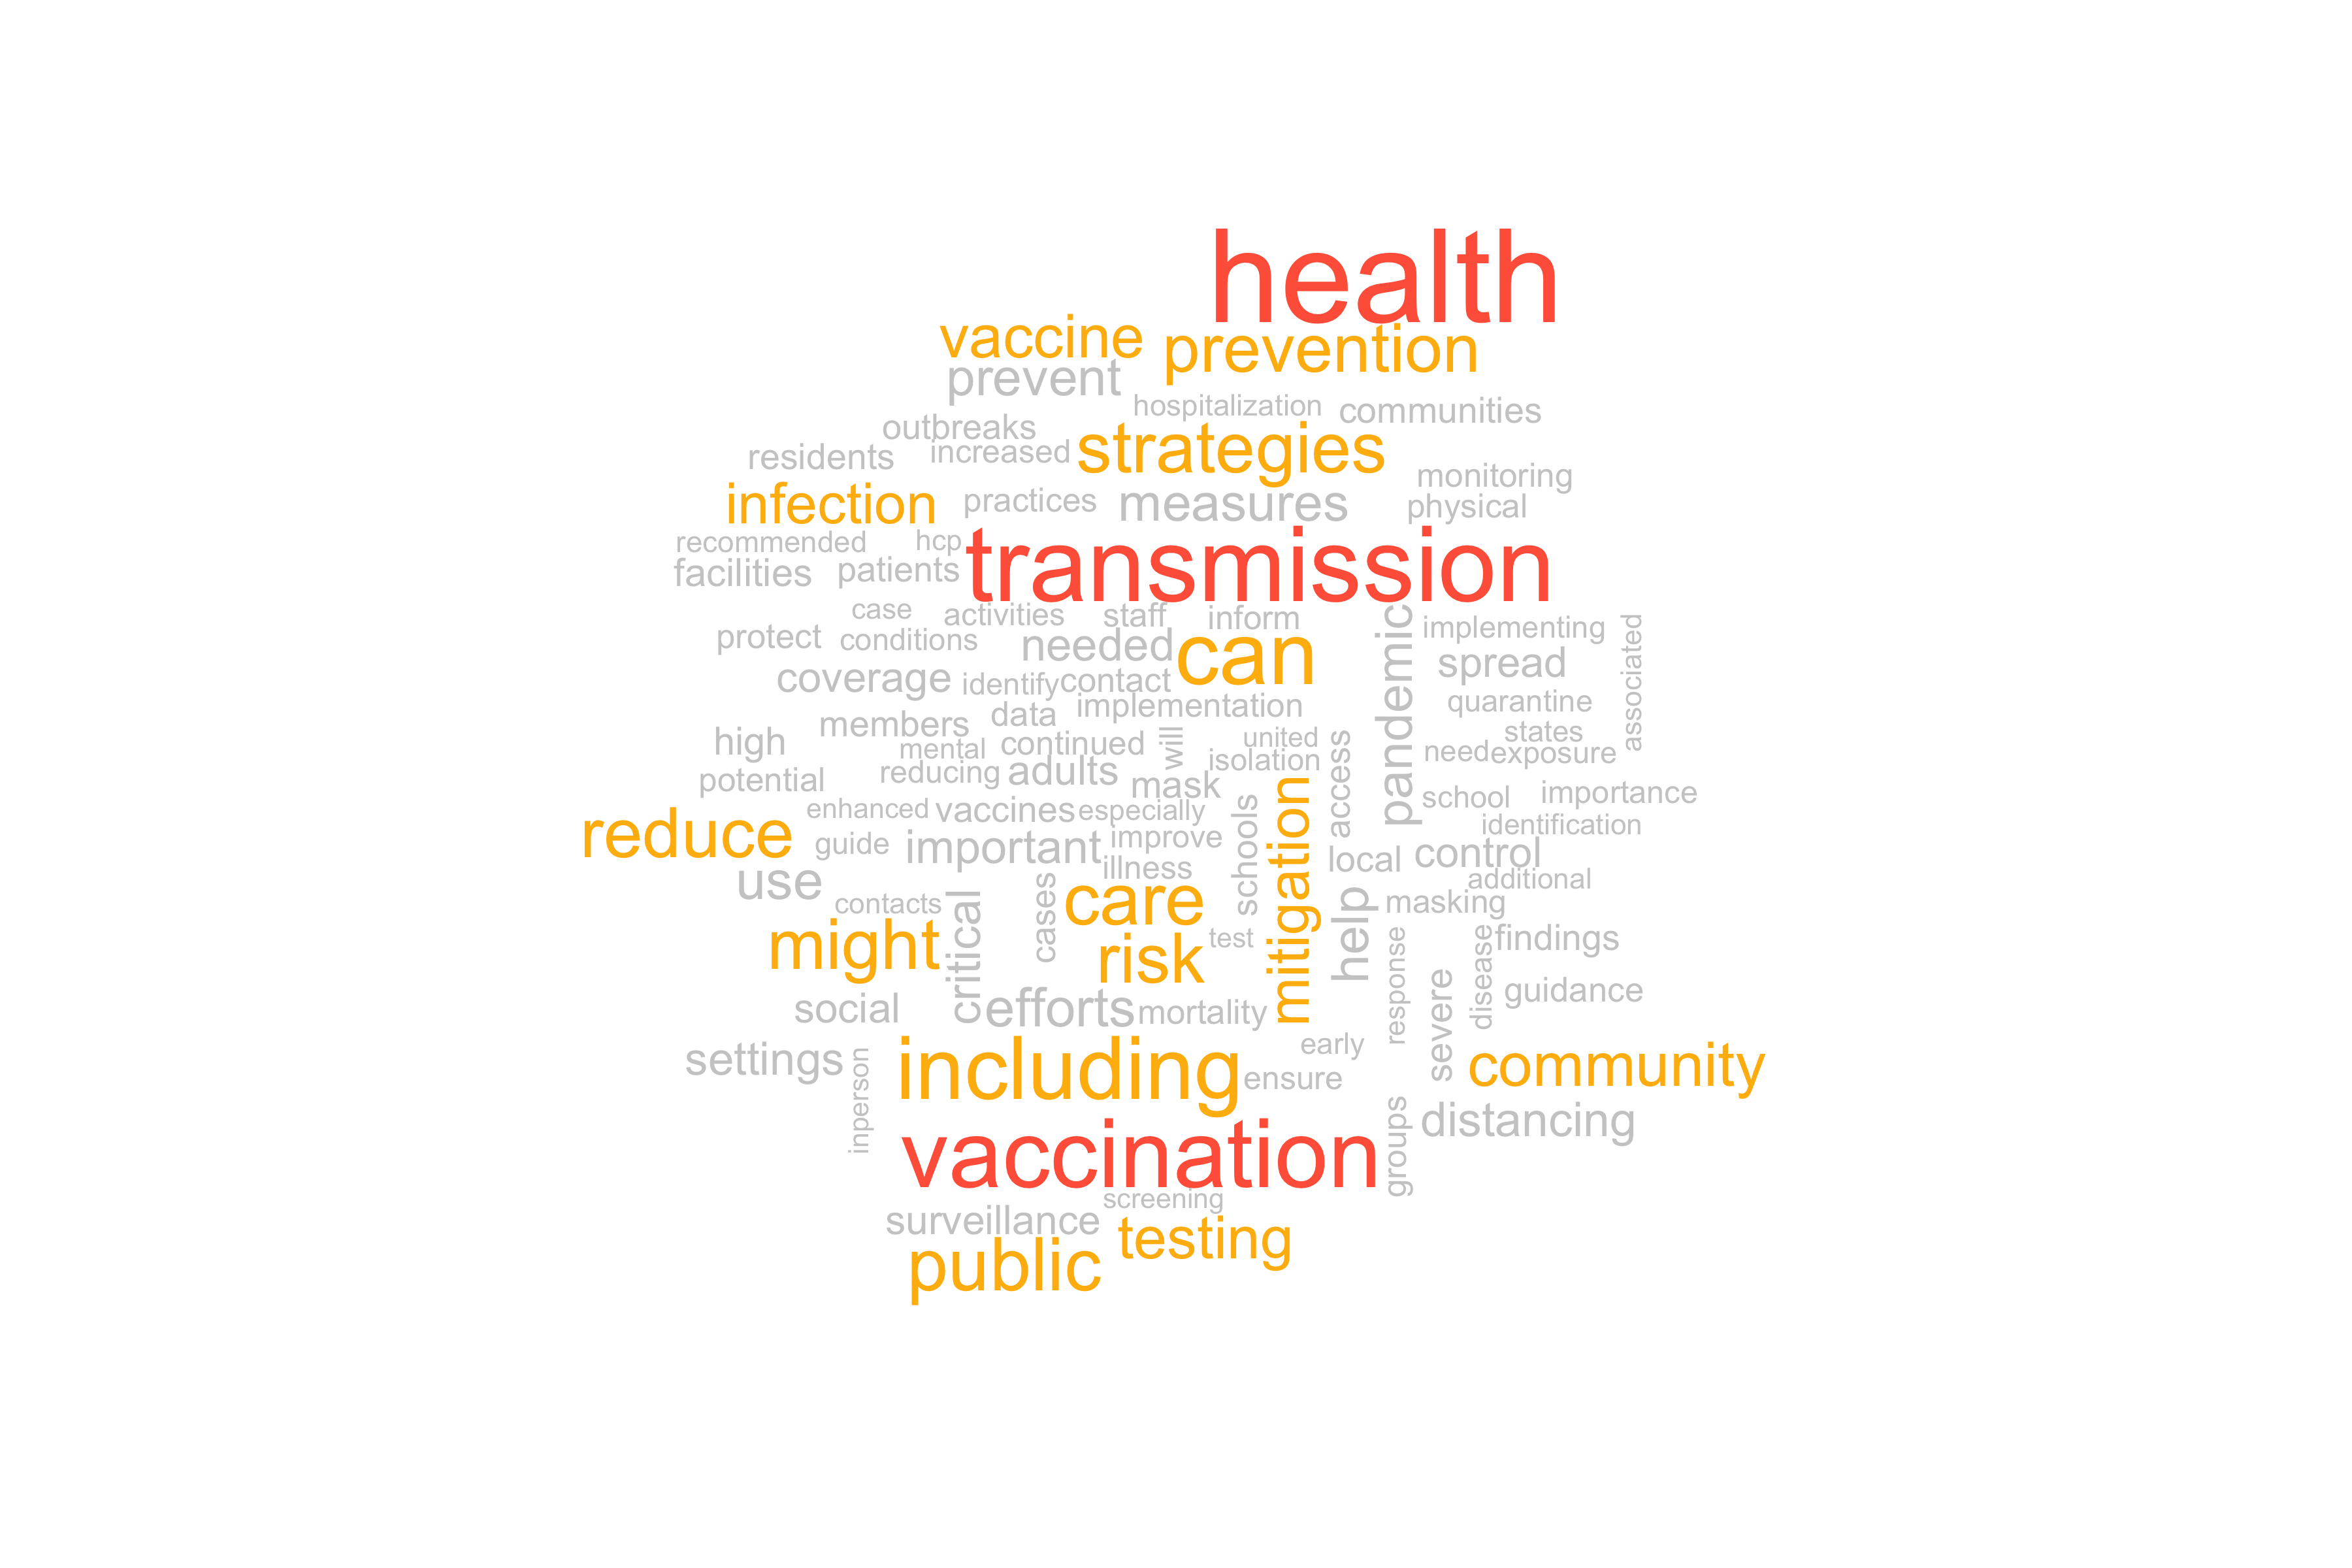 health
vaccine prevention
prevent
hospitalization communities
outbreaks
strategies
residents increased
monitoring
infection practices measures physical
recommended hcp transmission
facilities patients
case activities staff inform
pandemic
implementing
associated
protect conditions needed can spread
coverage identify contact
quarantine
members data implementation
states
high mental continued will united
need exposure
isolation access
potential reducing adults mask
school importance
enhanced vaccines especially
identification
reduce guide important improve schools mitigation local control
illness
additional
use contacts critical cases care help masking
might risk test response disease findings
severe guidance
social efforts mortality
early
settings inperson including ensure community
groups distancing
vaccination
screening
surveillance testing
public